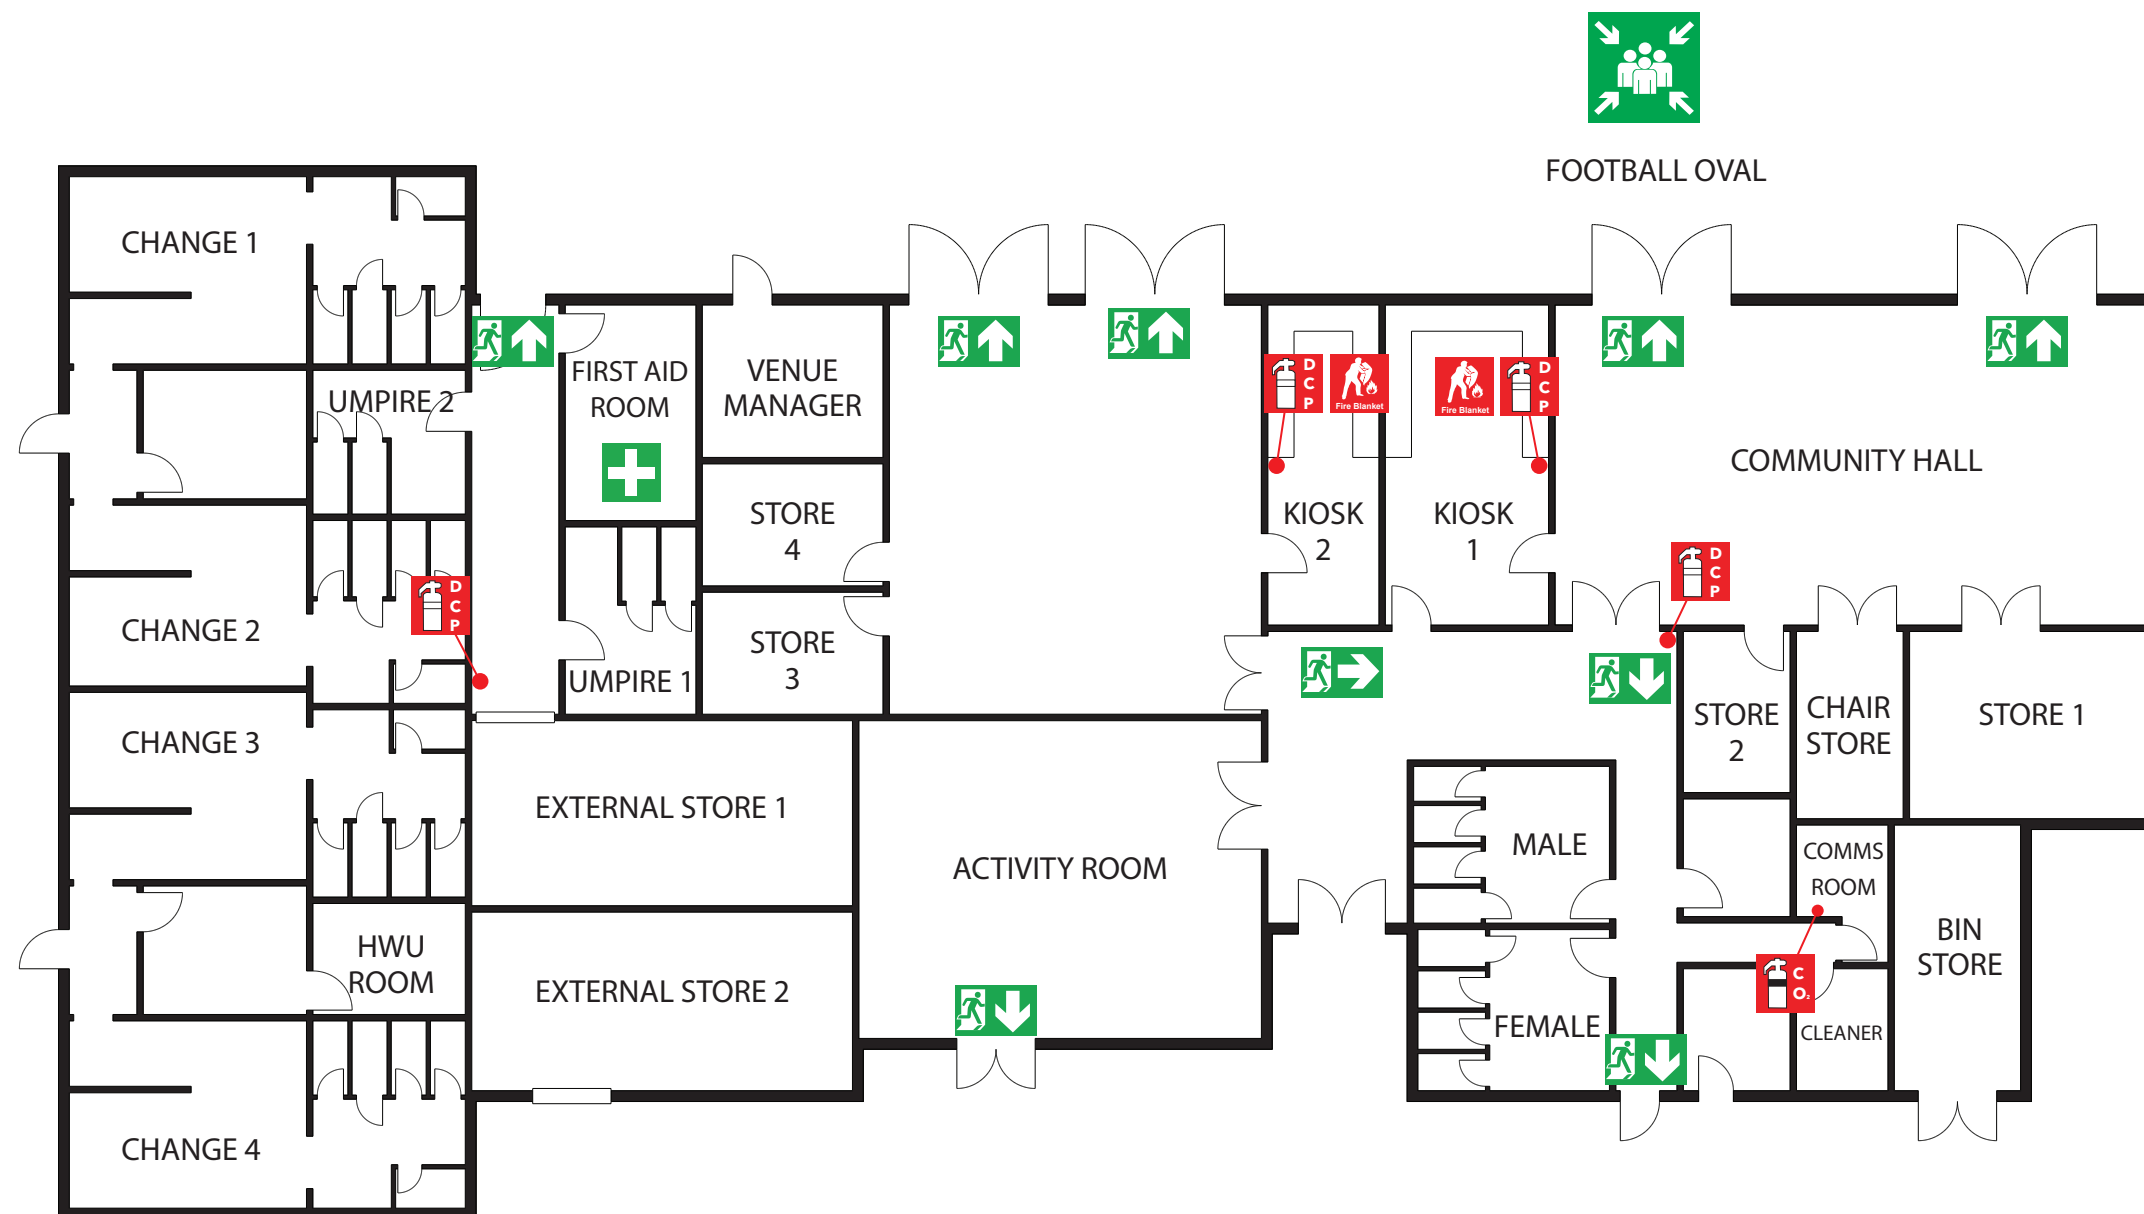 FOOTBALL OVAL
CHANGE 1
UMPIRE 2
FIRST AID
ROOM
VENUE
MANAGER
D
C
P
Fire Blanket
Fire Blanket
D
C
P
COMMUNITY HALL
STORE
4
KIOSK
2
KIOSK
1
D
C
P
D
C
P
CHANGE 2
UMPIRE 1
STORE
3
STORE
2
CHAIR
STORE
STORE 1
CHANGE 3
EXTERNAL STORE 1
ACTIVITY ROOM
MALE
COMMS
ROOM
HWU
ROOM
EXTERNAL STORE 2
BIN
STORE
C
O₂
FEMALE
CLEANER
CHANGE 4